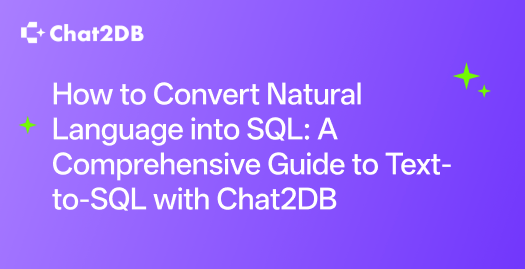 Chat2DB
How to Convert Natural
Language into SQL: A
Comprehensive Guide to Text-
to-SQL with Chat2DB